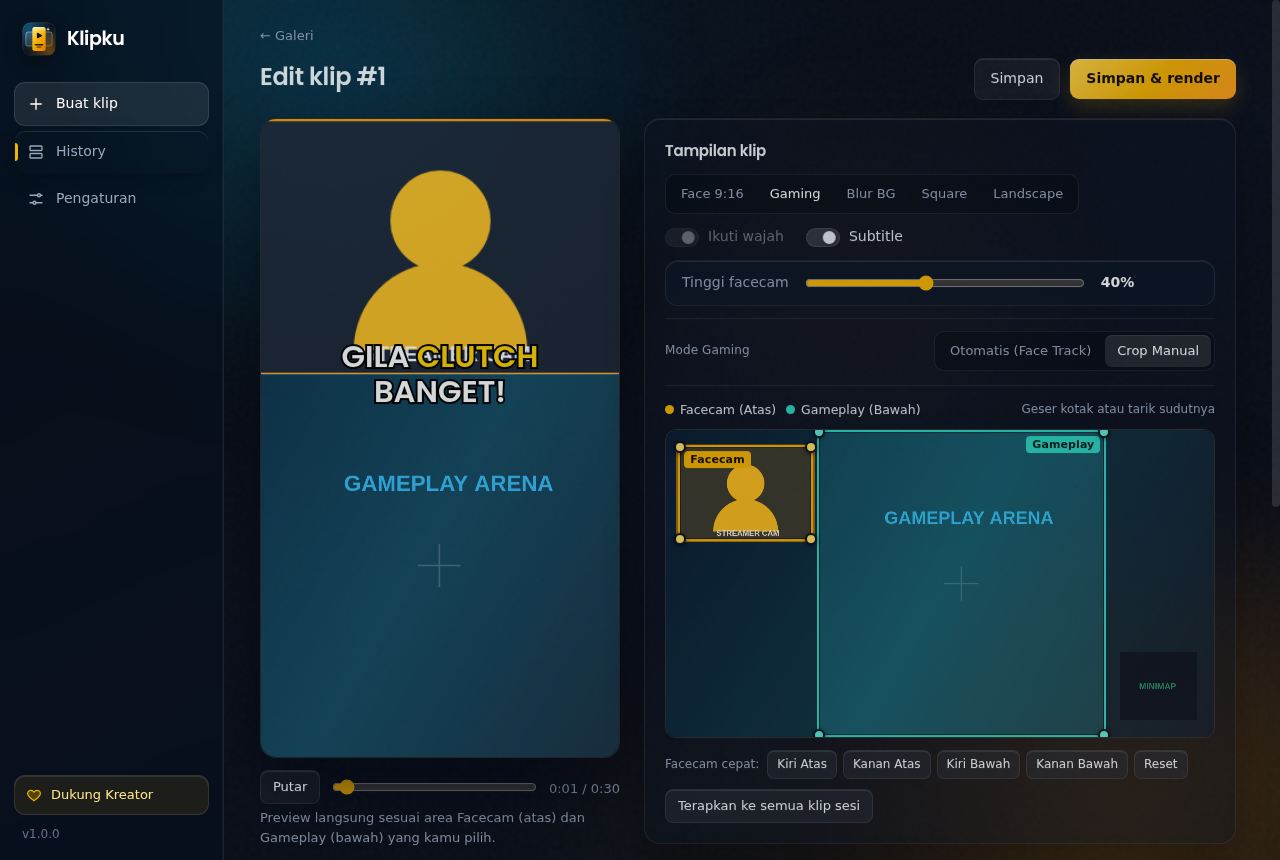 Klipku
Buat klip
History
Pengaturan
Dukung Kreator
v1.0.0
← Galeri
Edit klip #1
Simpan
Simpan & render
GILA CLUTCH
BANGET!
GAMEPLAY ARENA
Putar
0:01 / 0:30
Preview langsung sesuai area Facecam (atas) dan
Gameplay (bawah) yang kamu pilih.
Tampilan klip
Face 9:16
Gaming
Blur BG
Square
Landscape
Ikuti wajah
Subtitle
Tinggi facecam
40%
Mode Gaming
Otomatis (Face Track)
Crop Manual
Facecam (Atas)
Gameplay (Bawah)
Geser kotak atau tarik sudutnya
Facecam
Gameplay
STREAMER CAM
GAMEPLAY ARENA
MINIMAP
Facecam cepat:
Kiri Atas
Kanan Atas
Kiri Bawah
Kanan Bawah
Reset
Terapkan ke semua klip sesi